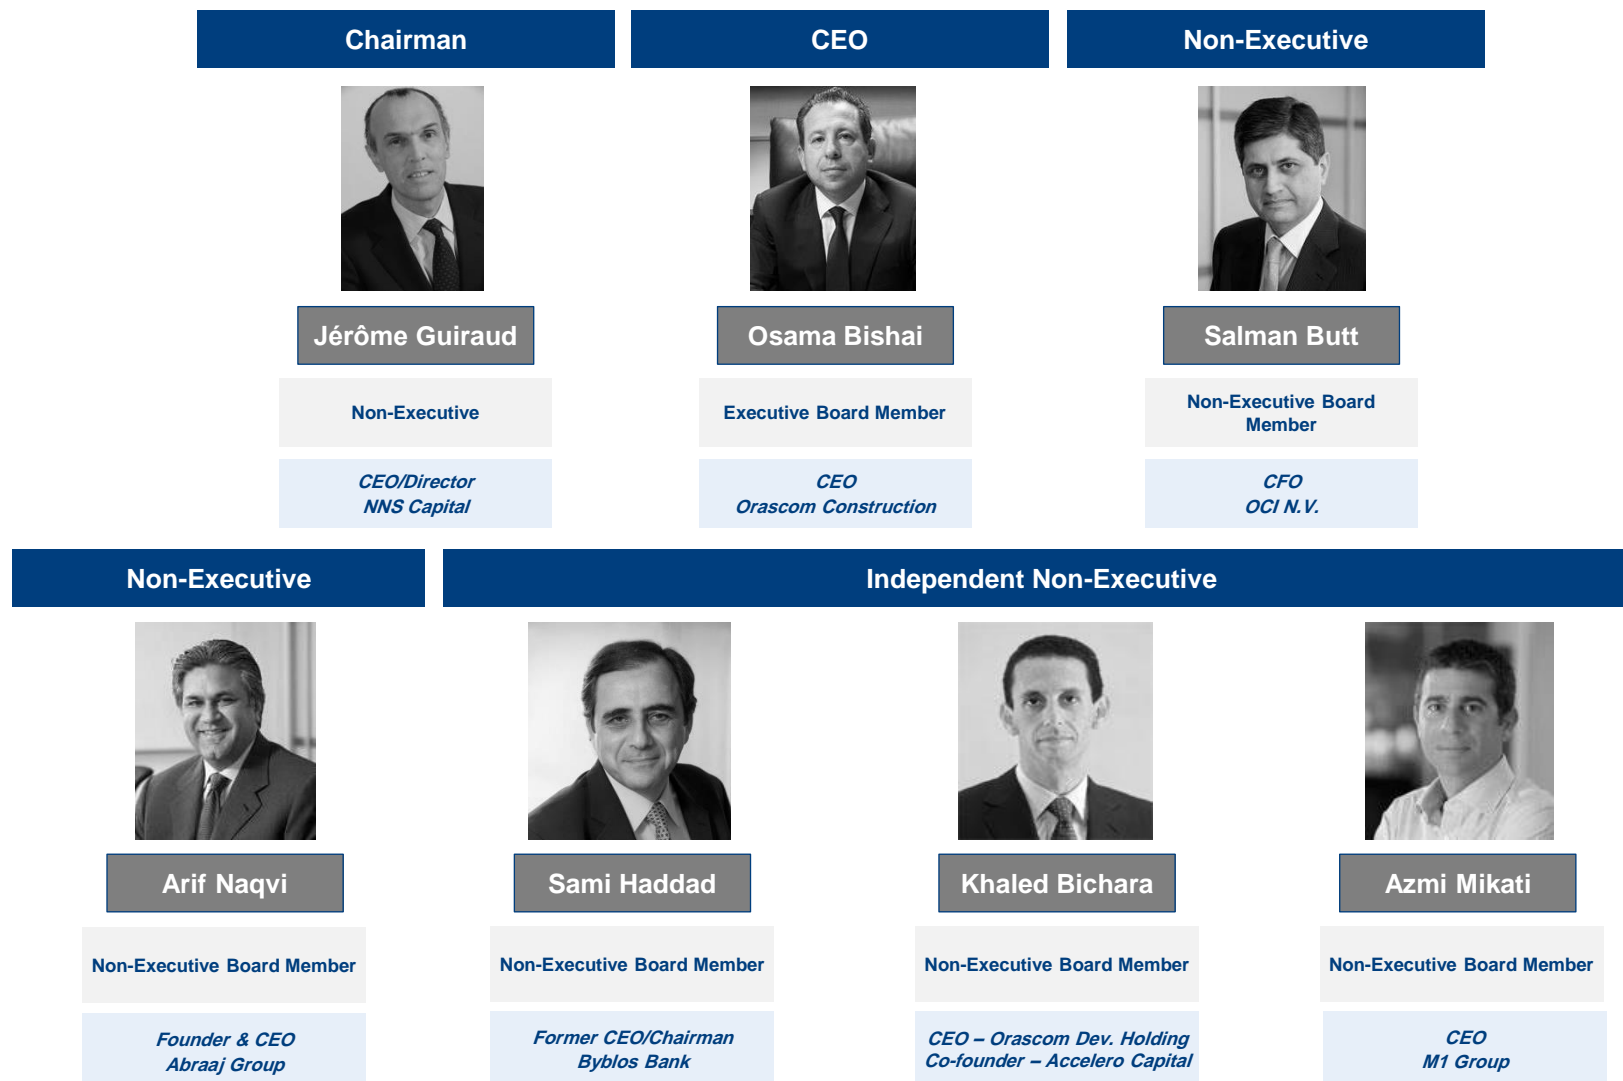 Chairman
CEO
Non-Executive
Jérôme Guiraud
Osama Bishai
Salman Butt
Non-Executive
Executive Board Member
Non-Executive Board
Member
CEO/Director
NNS Capital
CEO
Orascom Construction
CFO
OCI N.V.
Non-Executive
Independent Non-Executive
Arif Naqvi
Sami Haddad
Khaled Bichara
Azmi Mikati
Non-Executive Board Member
Non-Executive Board Member
Non-Executive Board Member
Non-Executive Board Member
Founder & CEO
Abraaj Group
Former CEO/Chairman
Byblos Bank
CEO – Orascom Dev. Holding
Co-founder – Accelero Capital
CEO
M1 Group